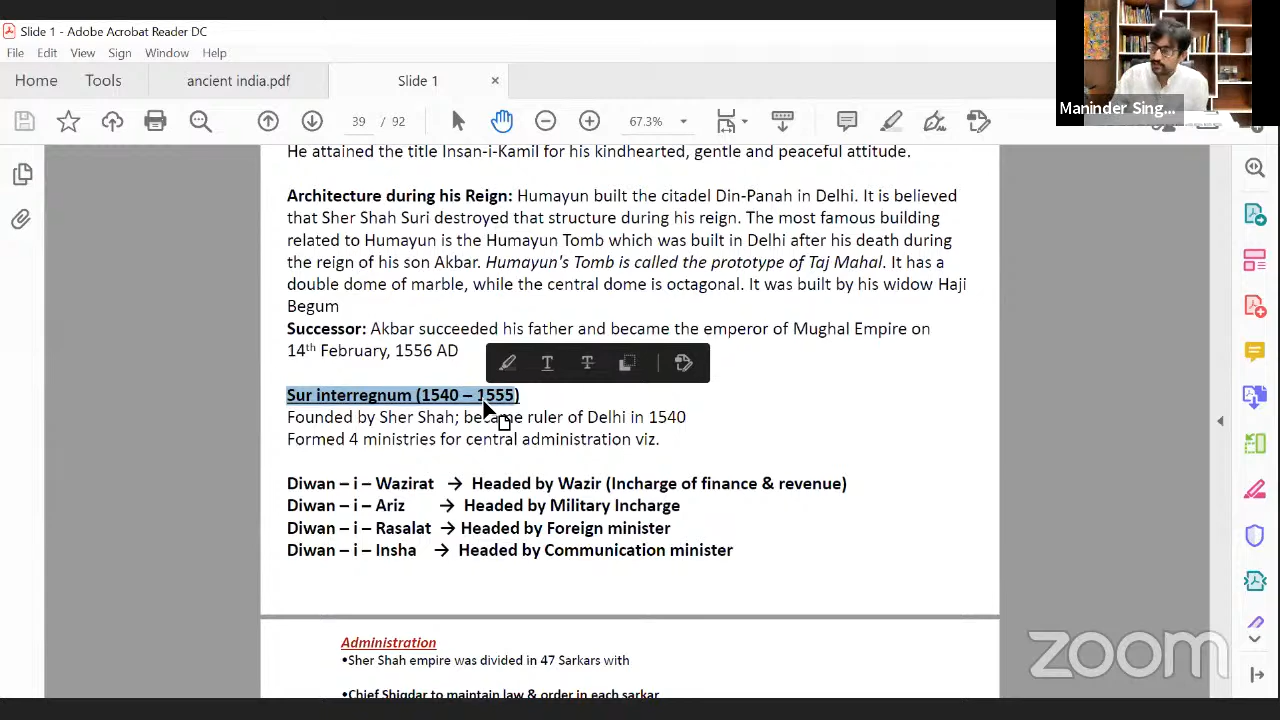 Slide 1 - Adobe Acrobat Reader DC
File Edit View Sign Window Help
Home Tools ancient india.pdf Slide 1 ×
39 / 92 67.3%
Maninder Sing...
He attained the title Insan-i-Kamil for his kindhearted, gentle and peaceful attitude.
Architecture during his Reign: Humayun built the citadel Din-Panah in Delhi. It is believed
that Sher Shah Suri destroyed that structure during his reign. The most famous building
related to Humayun is the Humayun Tomb which was built in Delhi after his death during
the reign of his son Akbar. Humayun's Tomb is called the prototype of Taj Mahal. It has a
double dome of marble, while the central dome is octagonal. It was built by his widow Haji
Begum
Successor: Akbar succeeded his father and became the emperor of Mughal Empire on
14th February, 1556 AD
Sur interregnum (1540 – 1555)
Founded by Sher Shah; became ruler of Delhi in 1540
Formed 4 ministries for central administration viz.
Diwan – i – Wazirat → Headed by Wazir (Incharge of finance & revenue)
Diwan – i – Ariz → Headed by Military Incharge
Diwan – i – Rasalat → Headed by Foreign minister
Diwan – i – Insha → Headed by Communication minister
Administration
•Sher Shah empire was divided in 47 Sarkars with
•Chief Shiqdar to maintain law & order in each sarkar
zoom